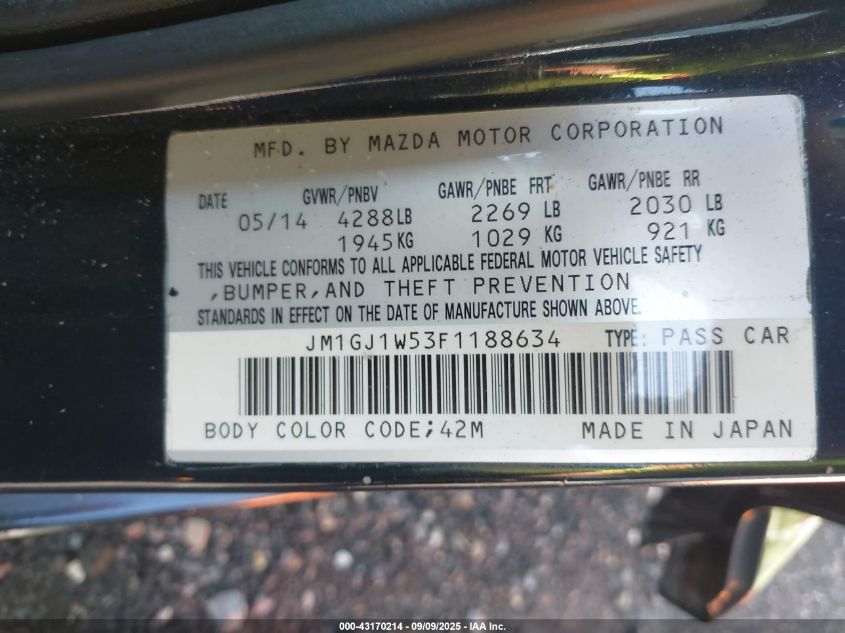 MFD. BY MAZDA MOTOR CORPORATION
DATE GVWR/PNBV GAWR/PNBE FRT GAWR/PNBE RR
05/14 4288LB 2269 LB 2030 LB
1945KG 1029 KG 921 KG
THIS VEHICLE CONFORMS TO ALL APPLICABLE FEDERAL MOTOR VEHICLE SAFETY
,BUMPER,AND THEFT PREVENTION
STANDARDS IN EFFECT ON THE DATE OF MANUFACTURE SHOWN ABOVE.
JM1GJ1W53F1188634 TYPE: PASS CAR
BODY COLOR CODE;42M MADE IN JAPAN
000-43170214 - 09/09/2025 - IAA Inc.